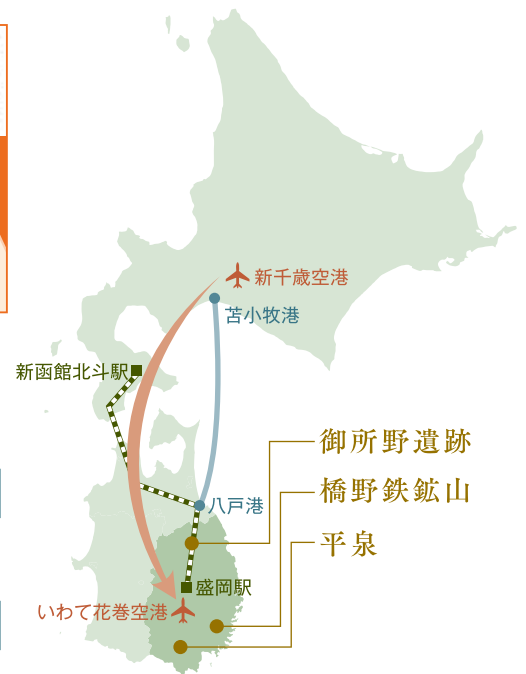 新千歳空港
苫小牧港
新函館北斗駅
御所野遺跡
橋野鉄鉱山
八戸港
平泉
盛岡駅
いわて花巻空港